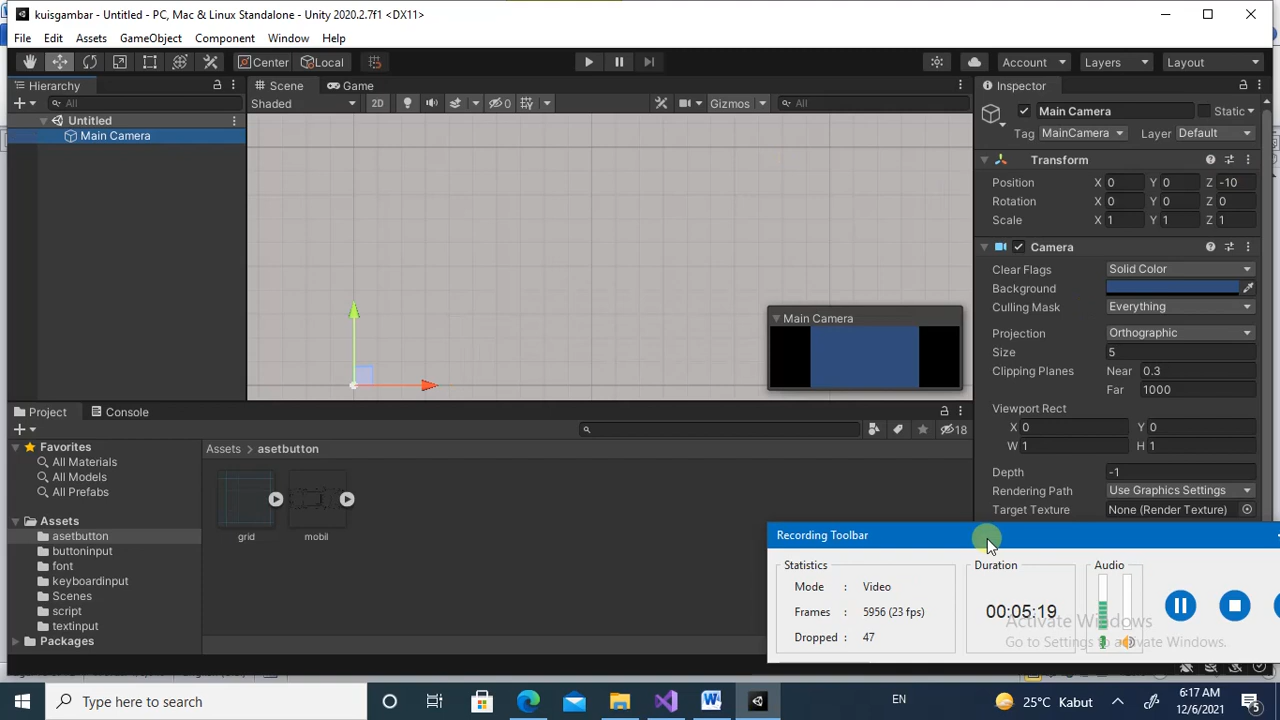 kuisgambar - Untitled - PC, Mac & Linux Standalone - Unity 2020.2.7f1 <DX11>
File Edit Assets GameObject Component Window Help
Center Local Account Layers Layout
Hierarchy Scene Game Inspector
All Shaded 2D 0 Gizmos All
Main Camera Static
Untitled
Main Camera
Tag MainCamera Layer Default
Transform
Position X 0 Y 0 Z -10
Rotation X 0 Y 0 Z 0
Scale X 1 Y 1 Z 1
Camera
Clear Flags Solid Color
Background
Culling Mask Everything
Main Camera
Projection Orthographic
Size 5
Clipping Planes Near 0.3
Far 1000
Viewport Rect
X 0 Y 0
W 1 H 1
Depth -1
Rendering Path Use Graphics Settings
Target Texture None (Render Texture)
Project Console
18
Favorites
All Materials
All Models
All Prefabs
Assets
asetbutton
buttoninput
font
keyboardinput
Scenes
script
textinput
Packages
Assets > asetbutton
grid mobil
Recording Toolbar
Statistics
Mode : Video
Frames : 5956 (23 fps)
Dropped : 47
Duration
00:05:19
Audio
Activate Windows
Go to Settings to activate Windows.
Type here to search
EN
25°C Kabut
6:17 AM
12/6/2021
5